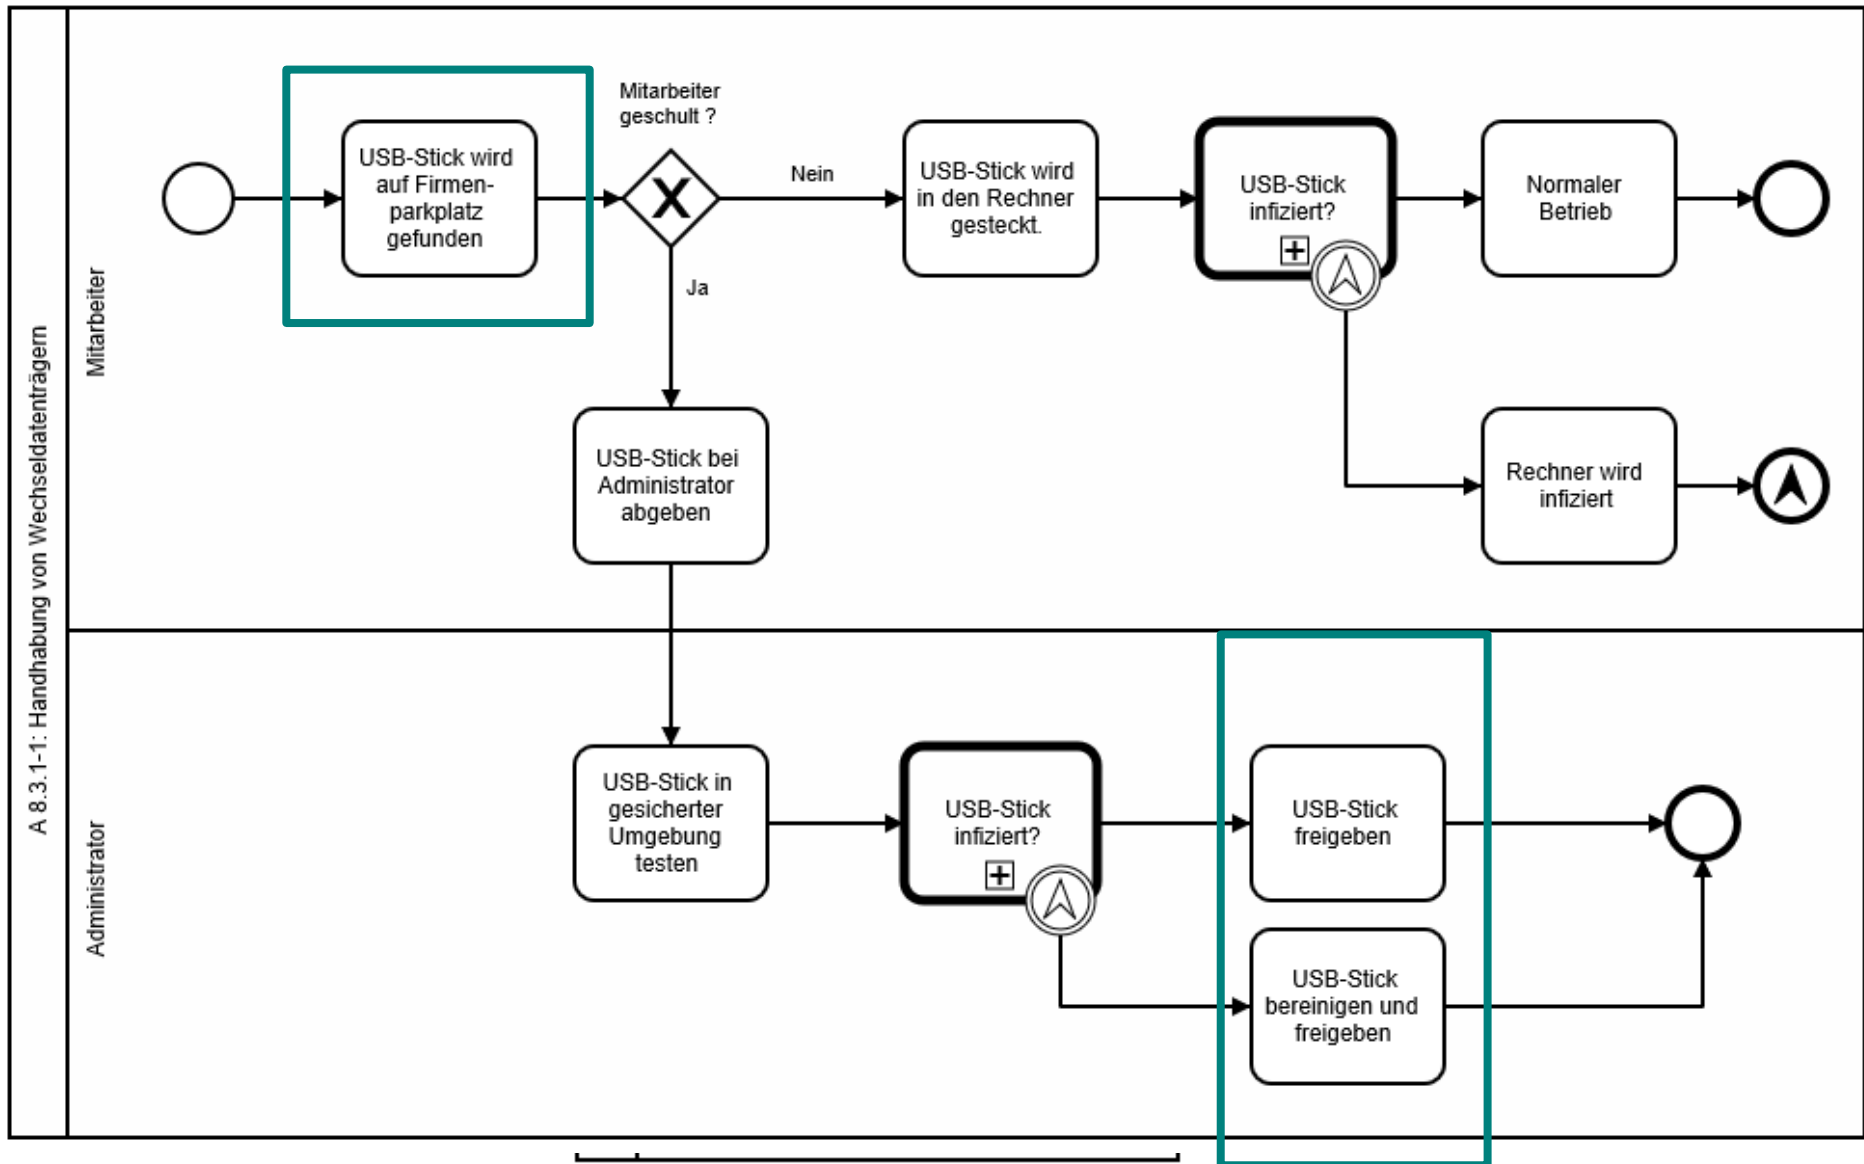 A 8.3.1-1: Handhabung von Wechseldatenträgern
Mitarbeiter
USB-Stick wird
auf Firmen-
parkplatz
gefunden
Mitarbeiter
geschult ?
Nein
Ja
USB-Stick wird
in den Rechner
gesteckt.
USB-Stick
infiziert?
Normaler
Betrieb
USB-Stick bei
Administrator
abgeben
Rechner wird
infiziert
Administrator
USB-Stick in
gesicherter
Umgebung
testen
USB-Stick
infiziert?
USB-Stick
freigeben
USB-Stick
bereinigen und
freigeben